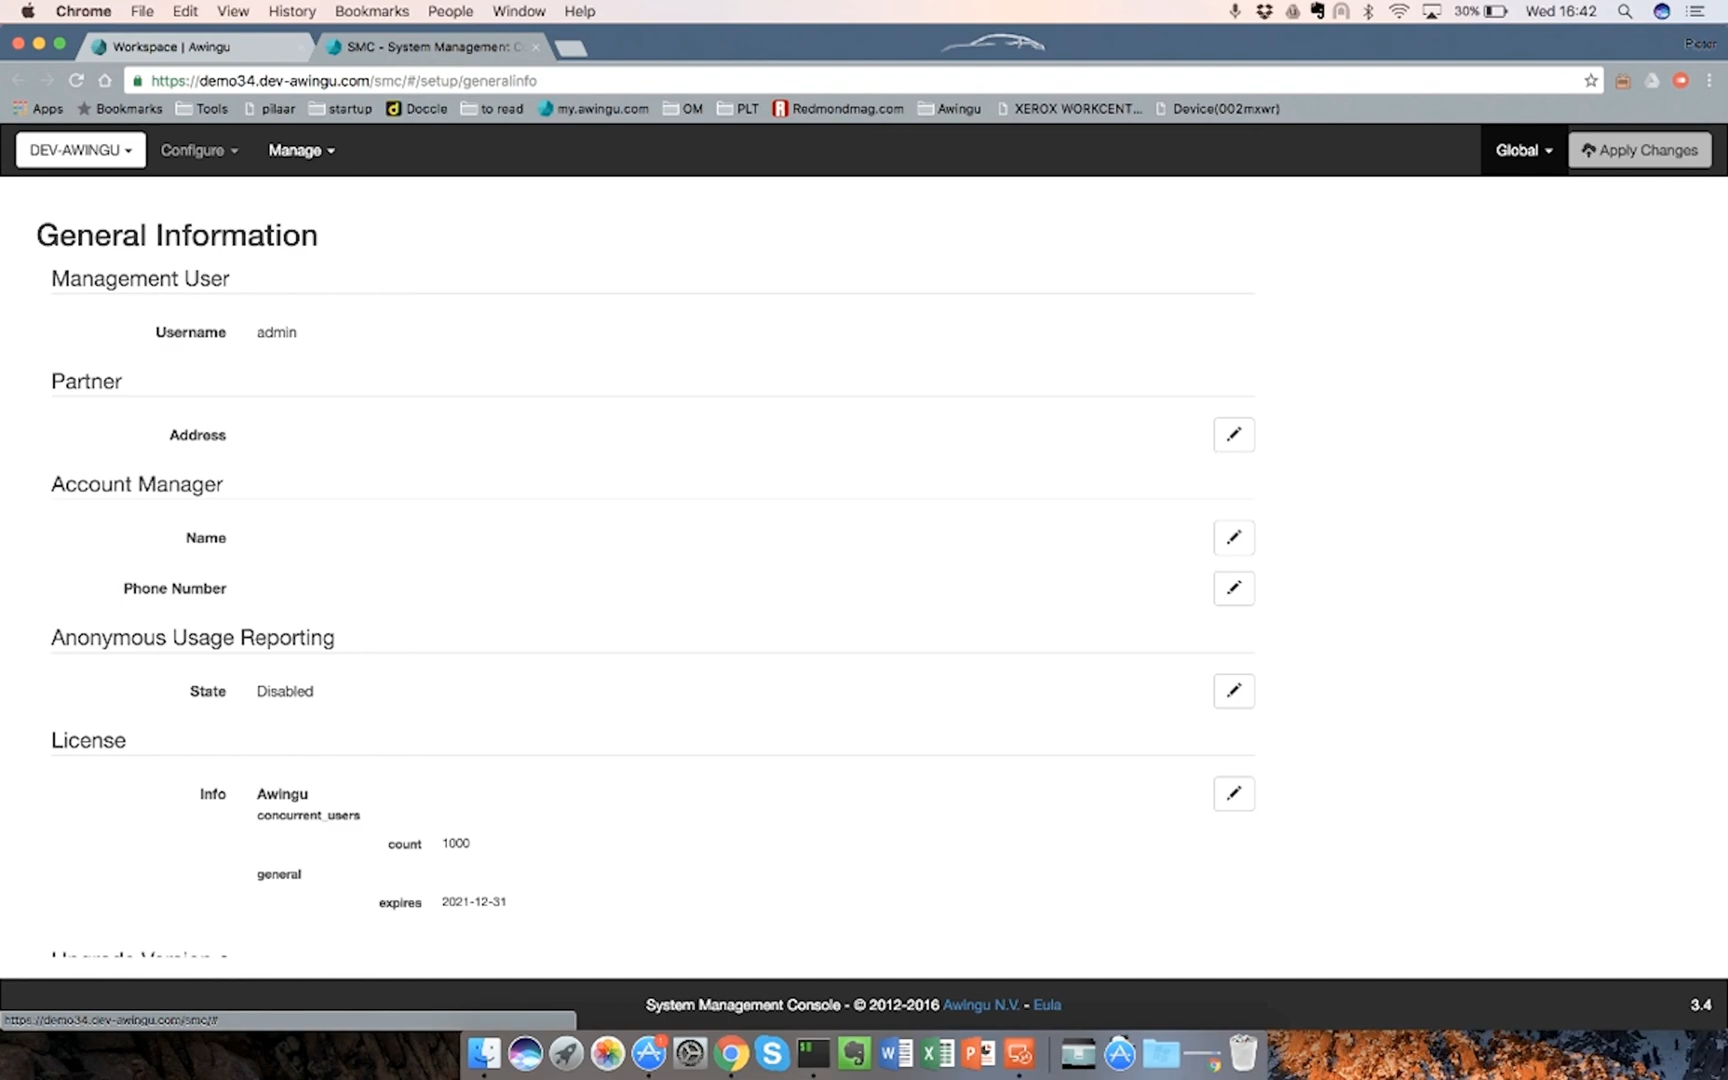 Chrome File Edit View History Bookmarks People Window Help 30% Wed 16:42
Workspace | Awingu SMC - System Management C Pieter
https://demo34.dev-awingu.com/smc/#/setup/generalinfo
Apps Bookmarks Tools pilaar startup Doccle to read my.awingu.com OM PLT Redmondmag.com Awingu XEROX WORKCENT... Device(002mxwr)
DEV-AWINGU Configure Manage Global Apply Changes
General Information
Management User
Username admin
Partner
Address
Account Manager
Name
Phone Number
Anonymous Usage Reporting
State Disabled
License
Info Awingu
concurrent_users
count 1000
general
expires 2021-12-31
System Management Console - © 2012-2016 Awingu N.V. - Eula 3.4
https://demo34.dev-awingu.com/smc/#